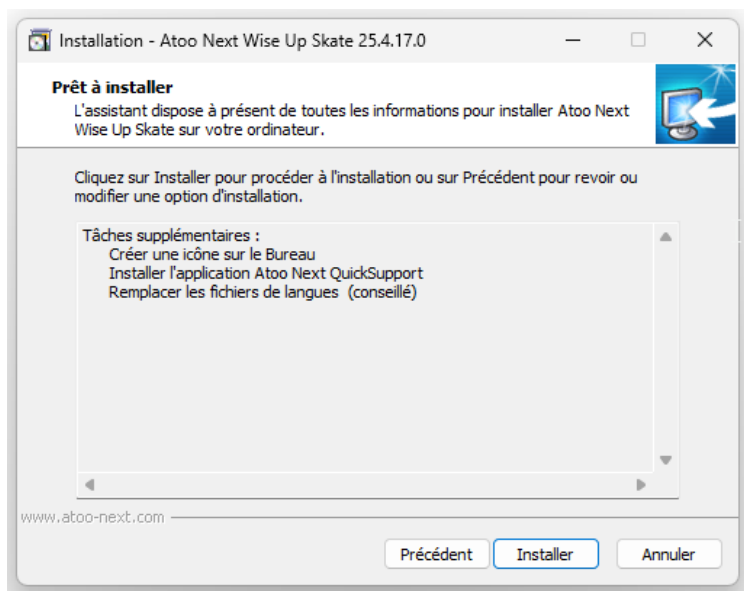 Installation - Atoo Next Wise Up Skate 25.4.17.0
Prêt à installer
L'assistant dispose à présent de toutes les informations pour installer Atoo Next
Wise Up Skate sur votre ordinateur.
Cliquez sur Installer pour procéder à l'installation ou sur Précédent pour revoir ou
modifier une option d'installation.
Tâches supplémentaires :
Créer une icône sur le Bureau
Installer l'application Atoo Next QuickSupport
Remplacer les fichiers de langues (conseillé)
www.atoo-next.com
Précédent
Installer
Annuler